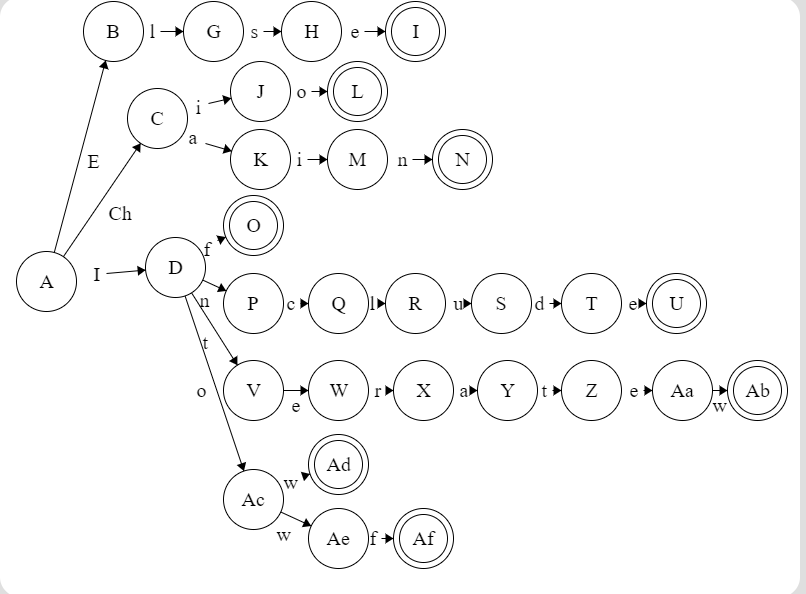 B l G s H e I
i J o L
C
a K i M n N
E
Ch
f O
A I D
n P c Q l R u S d T e U
t
o V e W r X a Y t Z e Aa w Ab
w Ad
Ac
w Ae f Af